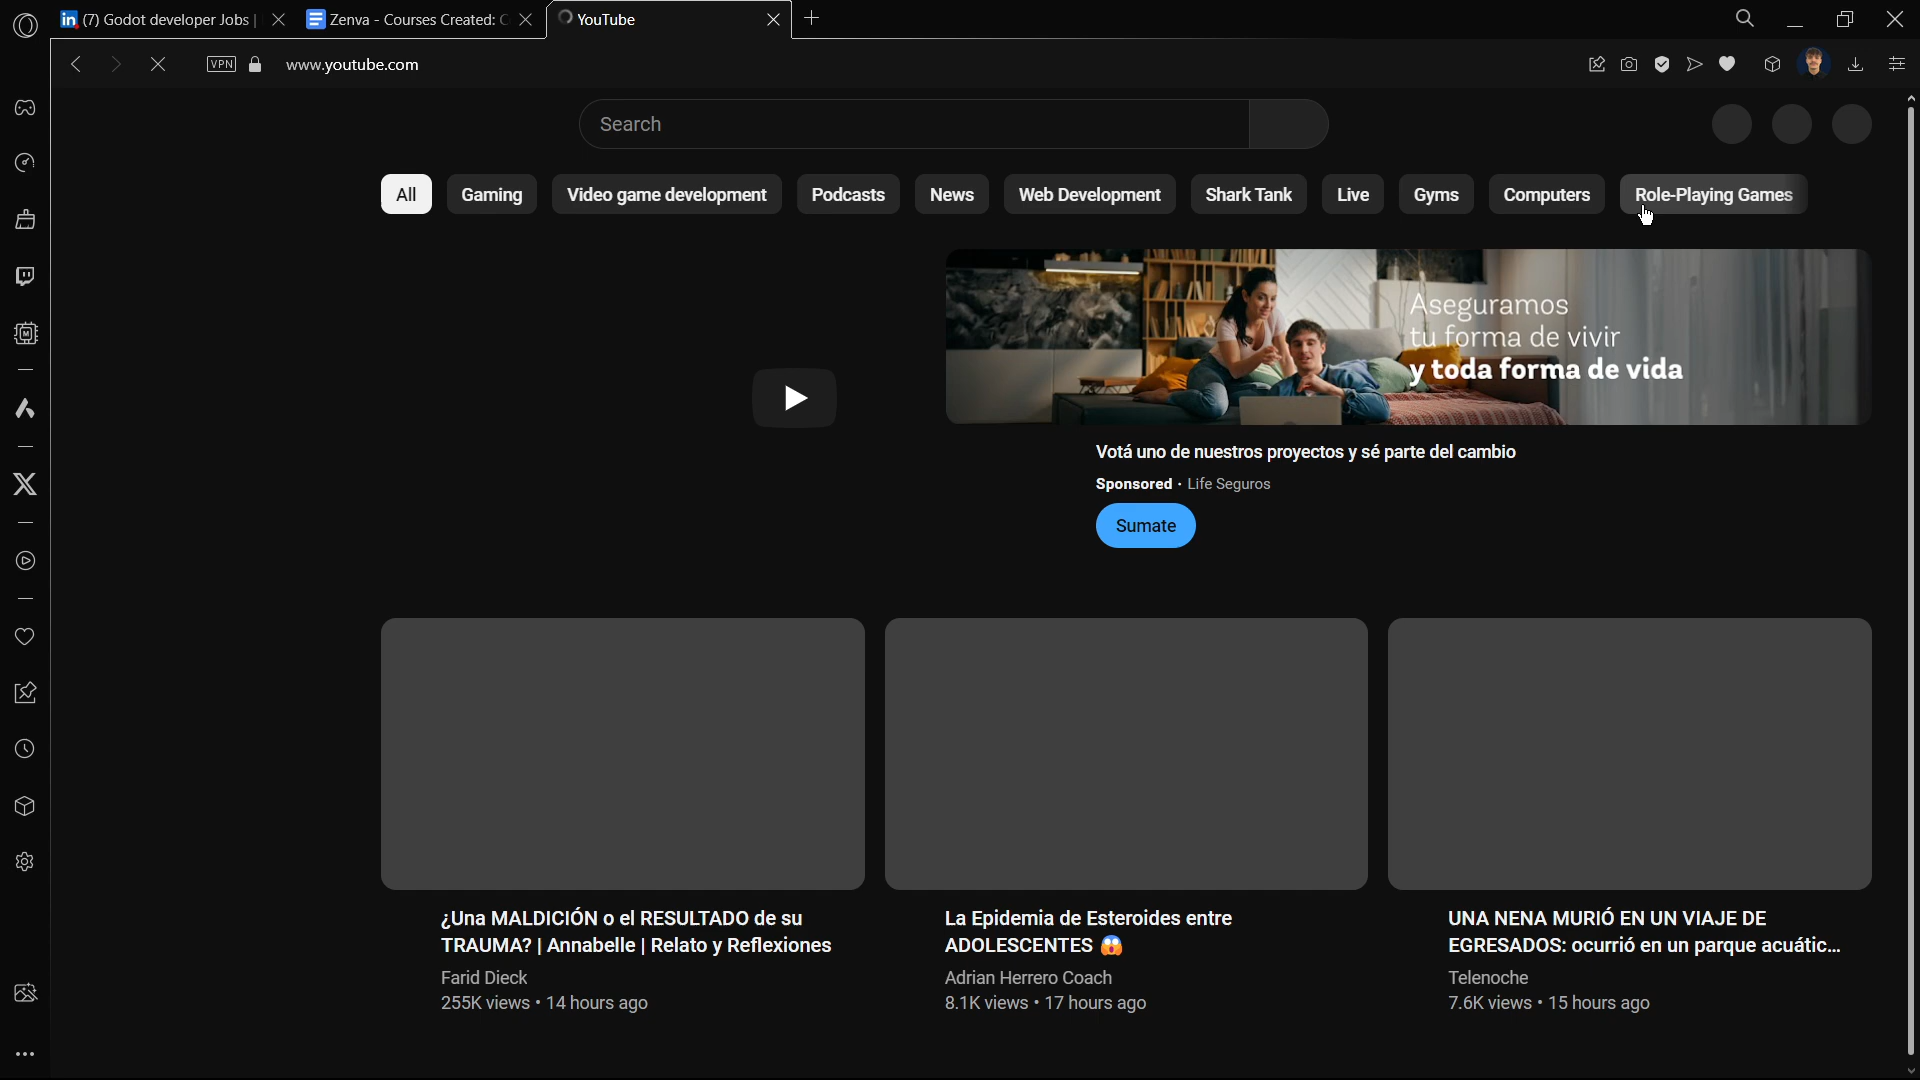 (7) Godot developer Jobs |
Zenva - Courses Created: C
YouTube
VPN
www.youtube.com
Search
All
Gaming
Video game development
Podcasts
News
Web Development
Shark Tank
Live
Gyms
Computers
Role-Playing Games
Aseguramos
tu forma de vivir
y toda forma de vida
Votá uno de nuestros proyectos y sé parte del cambio
Sponsored · Life Seguros
Sumate
¿Una MALDICIÓN o el RESULTADO de su
TRAUMA? | Annabelle | Relato y Reflexiones
Farid Dieck
255K views • 14 hours ago
La Epidemia de Esteroides entre
ADOLESCENTES 😱
Adrian Herrero Coach
8.1K views • 17 hours ago
UNA NENA MURIÓ EN UN VIAJE DE
EGRESADOS: ocurrió en un parque acuátic...
Telenoche
7.6K views • 15 hours ago